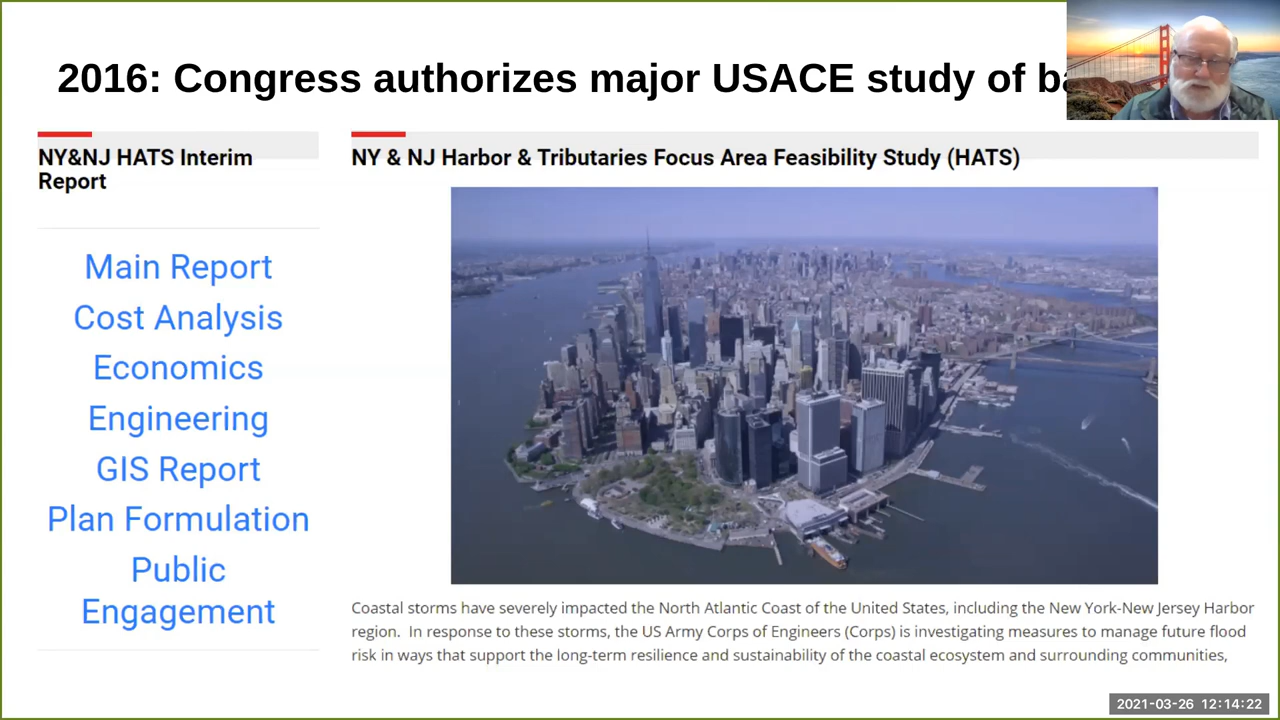 2016: Congress authorizes major USACE study of
NY&NJ HATS Interim
Report
Main Report
Cost Analysis
Economics
Engineering
GIS Report
Plan Formulation
Public
Engagement
NY & NJ Harbor & Tributaries Focus Area Feasibility Study (HATS)
Coastal storms have severely impacted the North Atlantic Coast of the United States, including the New York-New Jersey Harbor
region. In response to these storms, the US Army Corps of Engineers (Corps) is investigating measures to manage future flood
risk in ways that support the long-term resilience and sustainability of the coastal ecosystem and surrounding communities,
2021-03-26 12:14:22